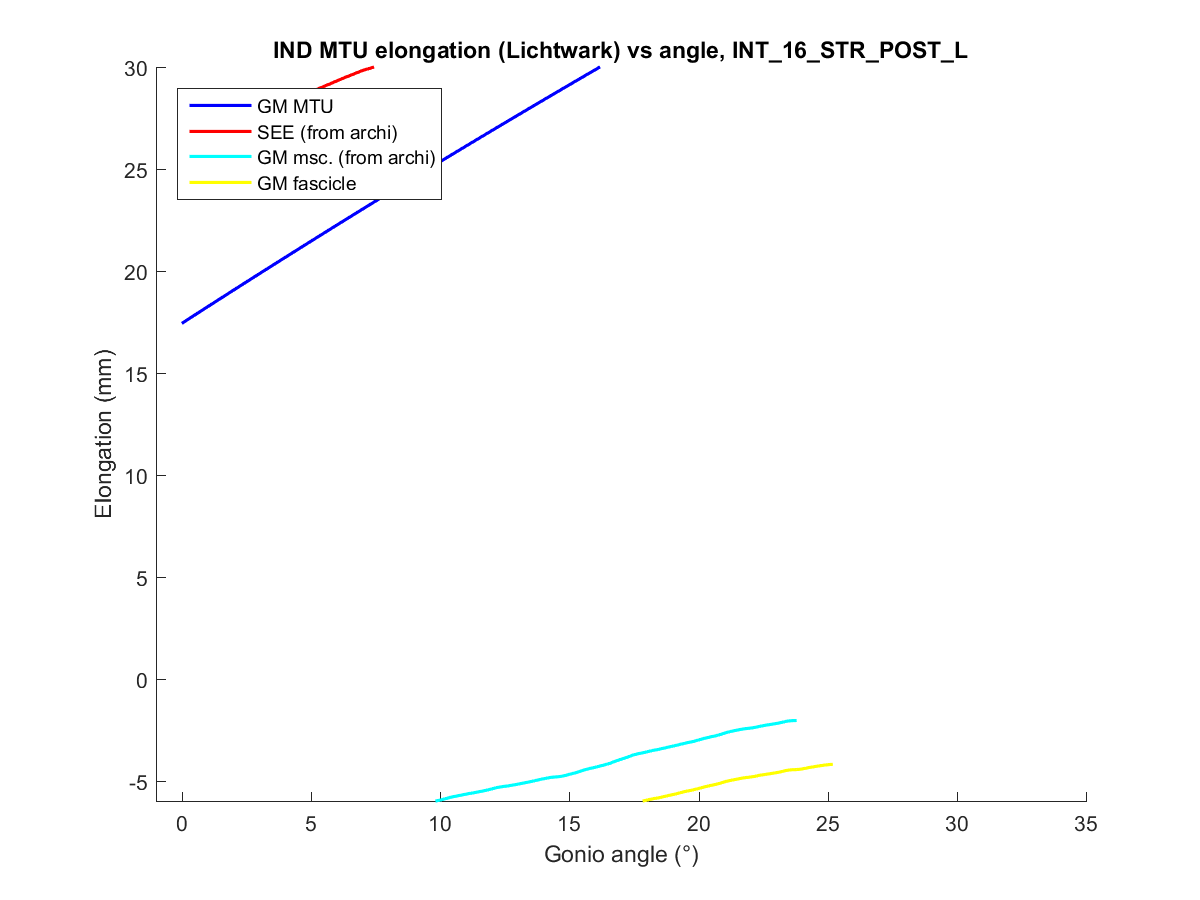 IND MTU elongation (Lichtwark) vs angle, INT_16_STR_POST_L
30
25
20
15
10
5
0
-5
Elongation (mm)
GM MTU
SEE (from archi)
GM msc. (from archi)
GM fascicle
0 5 10 15 20 25 30 35
Gonio angle (°)